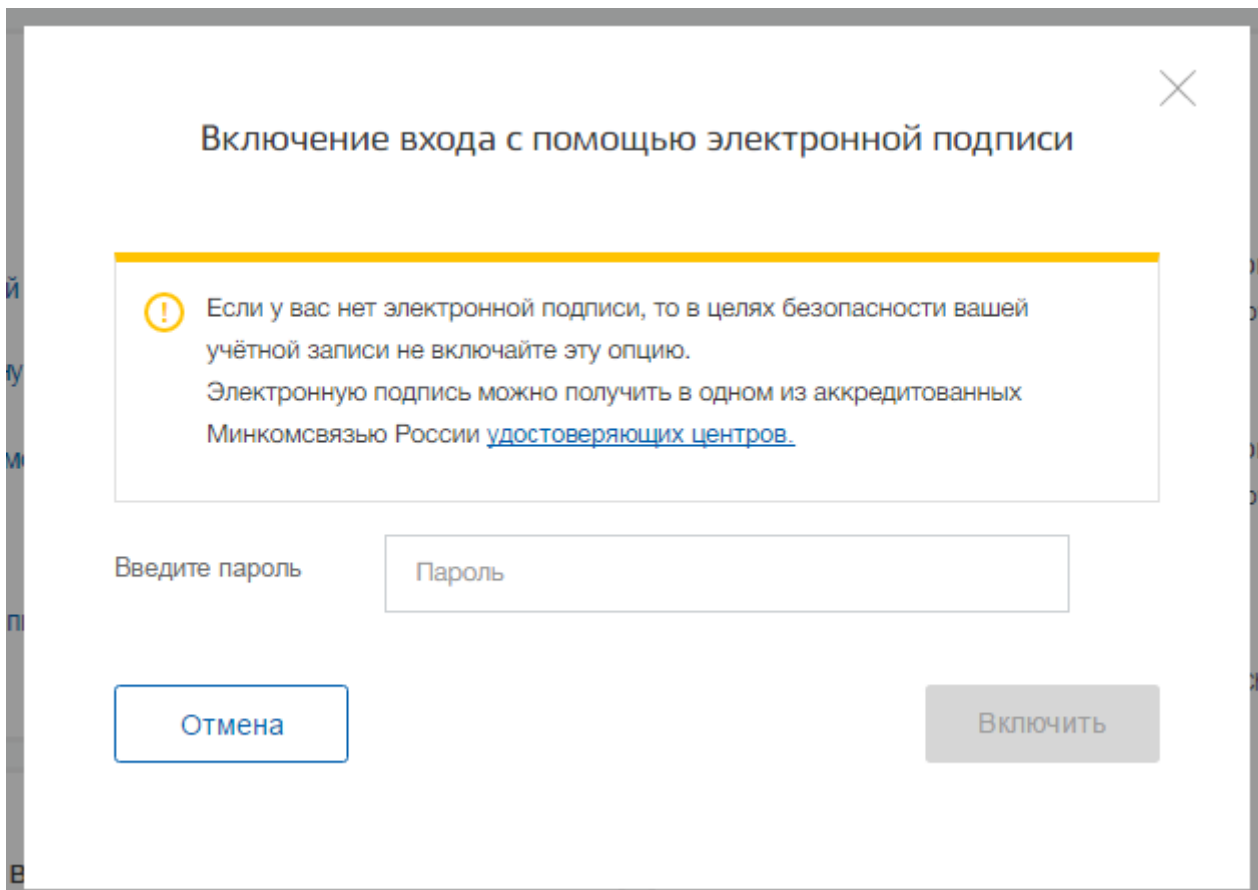 Включение входа с помощью электронной подписи
Если у вас нет электронной подписи, то в целях безопасности вашей
учётной записи не включайте эту опцию.
Электронную подпись можно получить в одном из аккредитованных
Минкомсвязью России удостоверяющих центров.
Введите пароль
Пароль
Отмена
Включить